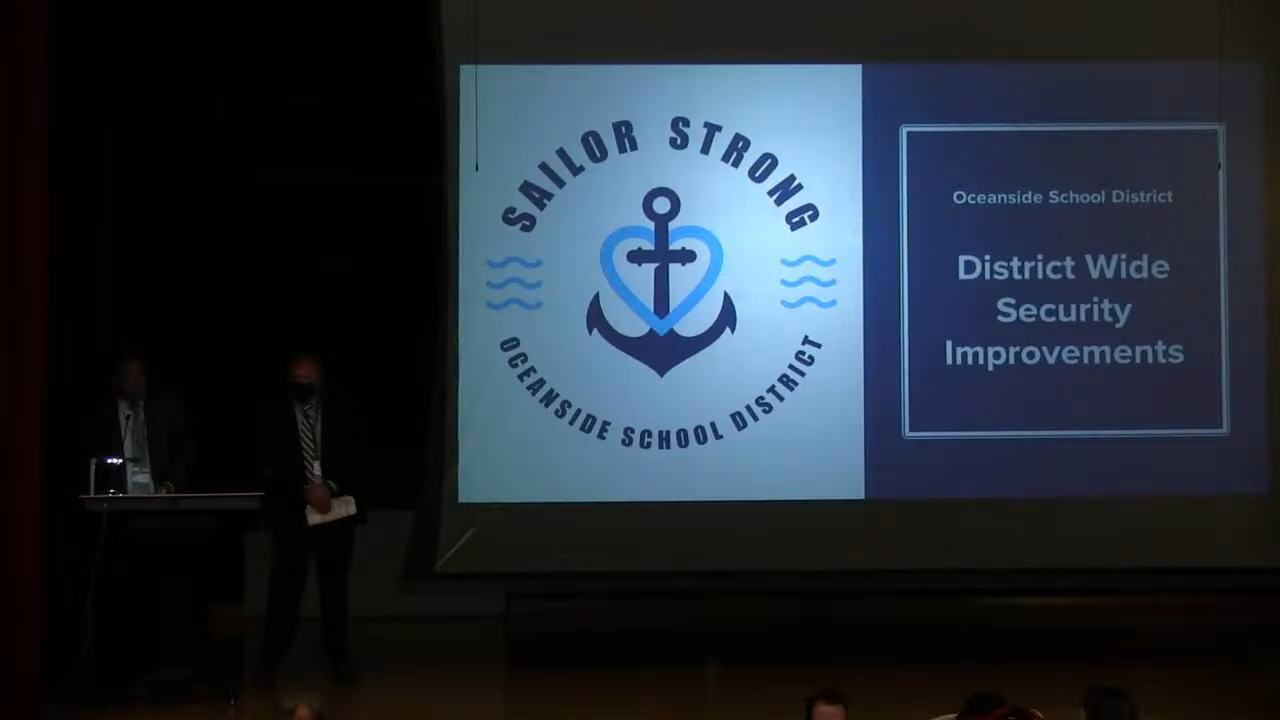 SAILOR STRONG
OCEANSIDE SCHOOL DISTRICT
Oceanside School District
District Wide
Security
Improvements